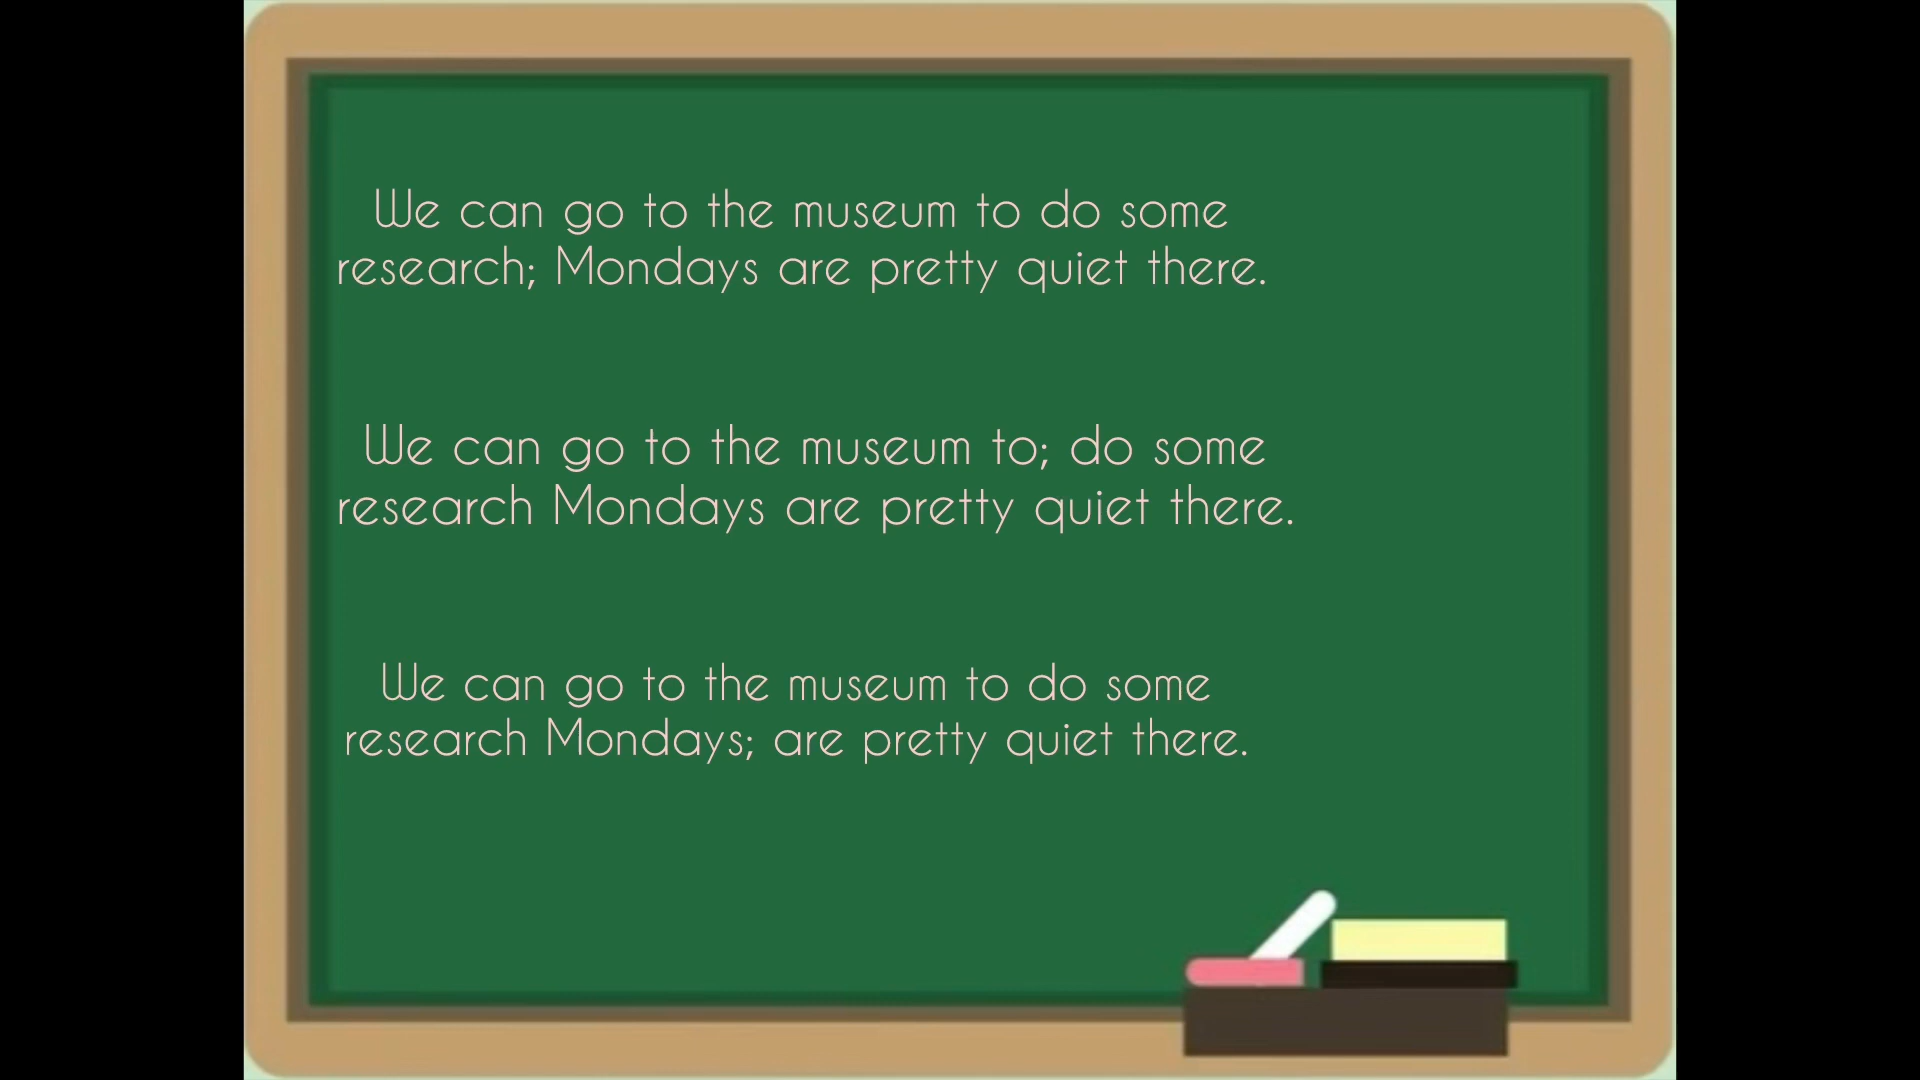 We can go to the museum to do some
research; Mondays are pretty quiet there.
We can go to the museum to; do some
research Mondays are pretty quiet there.
We can go to the museum to do some
research Mondays; are pretty quiet there.